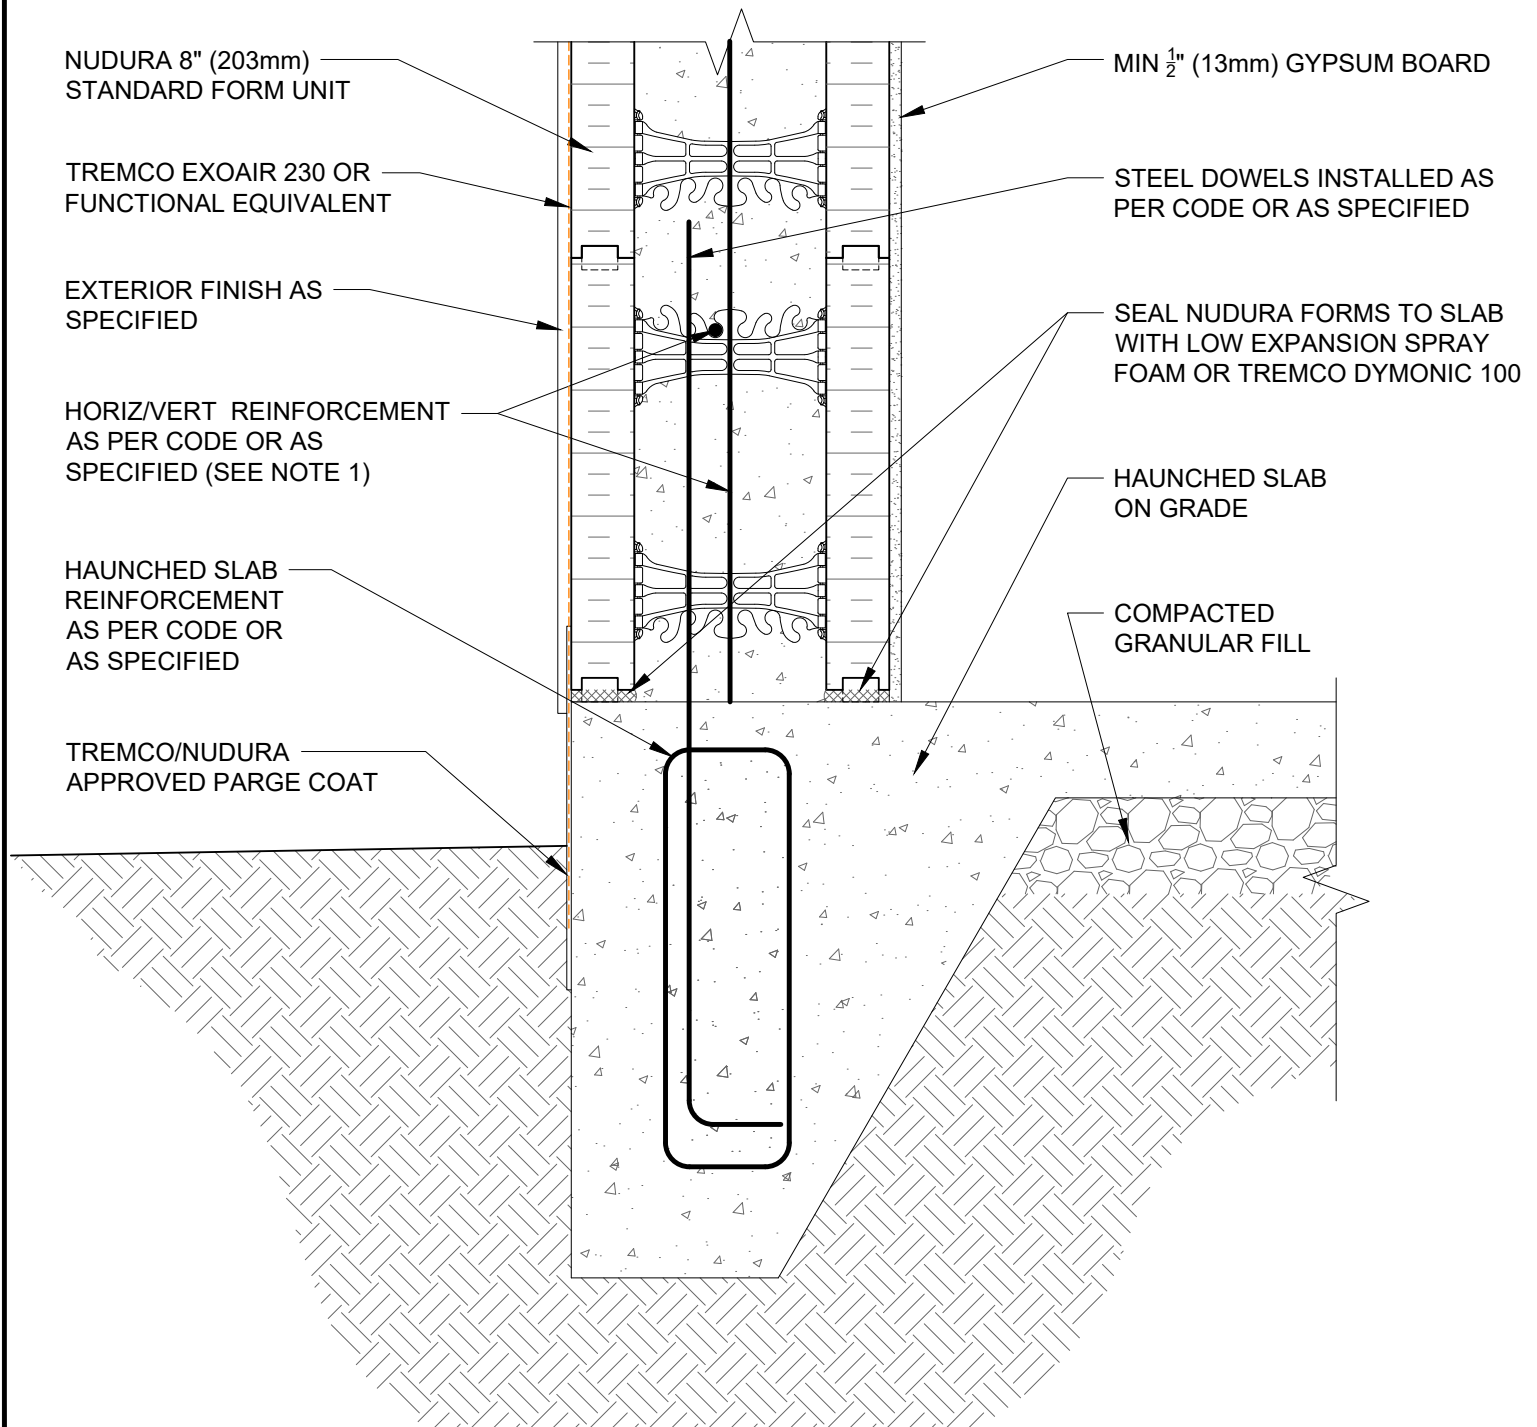 NUDURA 8" (203mm)
STANDARD FORM UNIT
TREMCO EXOAIR 230 OR
FUNCTIONAL EQUIVALENT
EXTERIOR FINISH AS
SPECIFIED
HORIZ/VERT REINFORCEMENT
AS PER CODE OR AS
SPECIFIED (SEE NOTE 1)
HAUNCHED SLAB
REINFORCEMENT
AS PER CODE OR
AS SPECIFIED
TREMCO/NUDURA
APPROVED PARGE COAT
MIN 1/2" (13mm) GYPSUM BOARD
STEEL DOWELS INSTALLED AS
PER CODE OR AS SPECIFIED
SEAL NUDURA FORMS TO SLAB
WITH LOW EXPANSION SPRAY
FOAM OR TREMCO DYMONIC 100
HAUNCHED SLAB
ON GRADE
COMPACTED
GRANULAR FILL